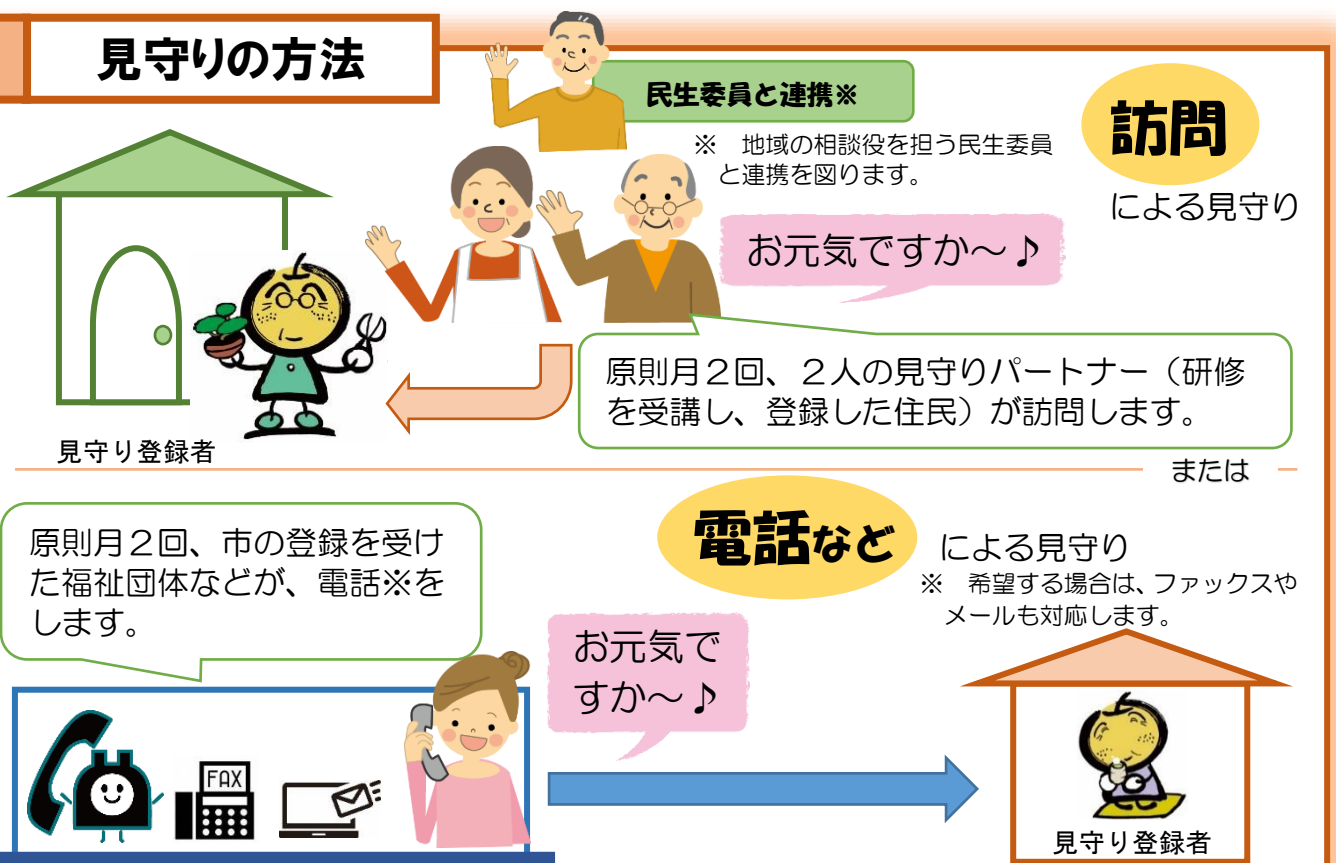 見守りの方法
民生委員と連携※
※　地域の相談役を担う民生委員
と連携を図ります。
訪問
による見守り
お元気ですか～♪
原則月２回、２人の見守りパートナー（研修
を受講し、登録した住民）が訪問します。
見守り登録者
または
原則月２回、市の登録を受け
た福祉団体などが、電話※を
します。
電話など
による見守り
※　希望する場合は、ファックスや
メールも対応します。
お元気で
すか～♪
FAX
見守り登録者